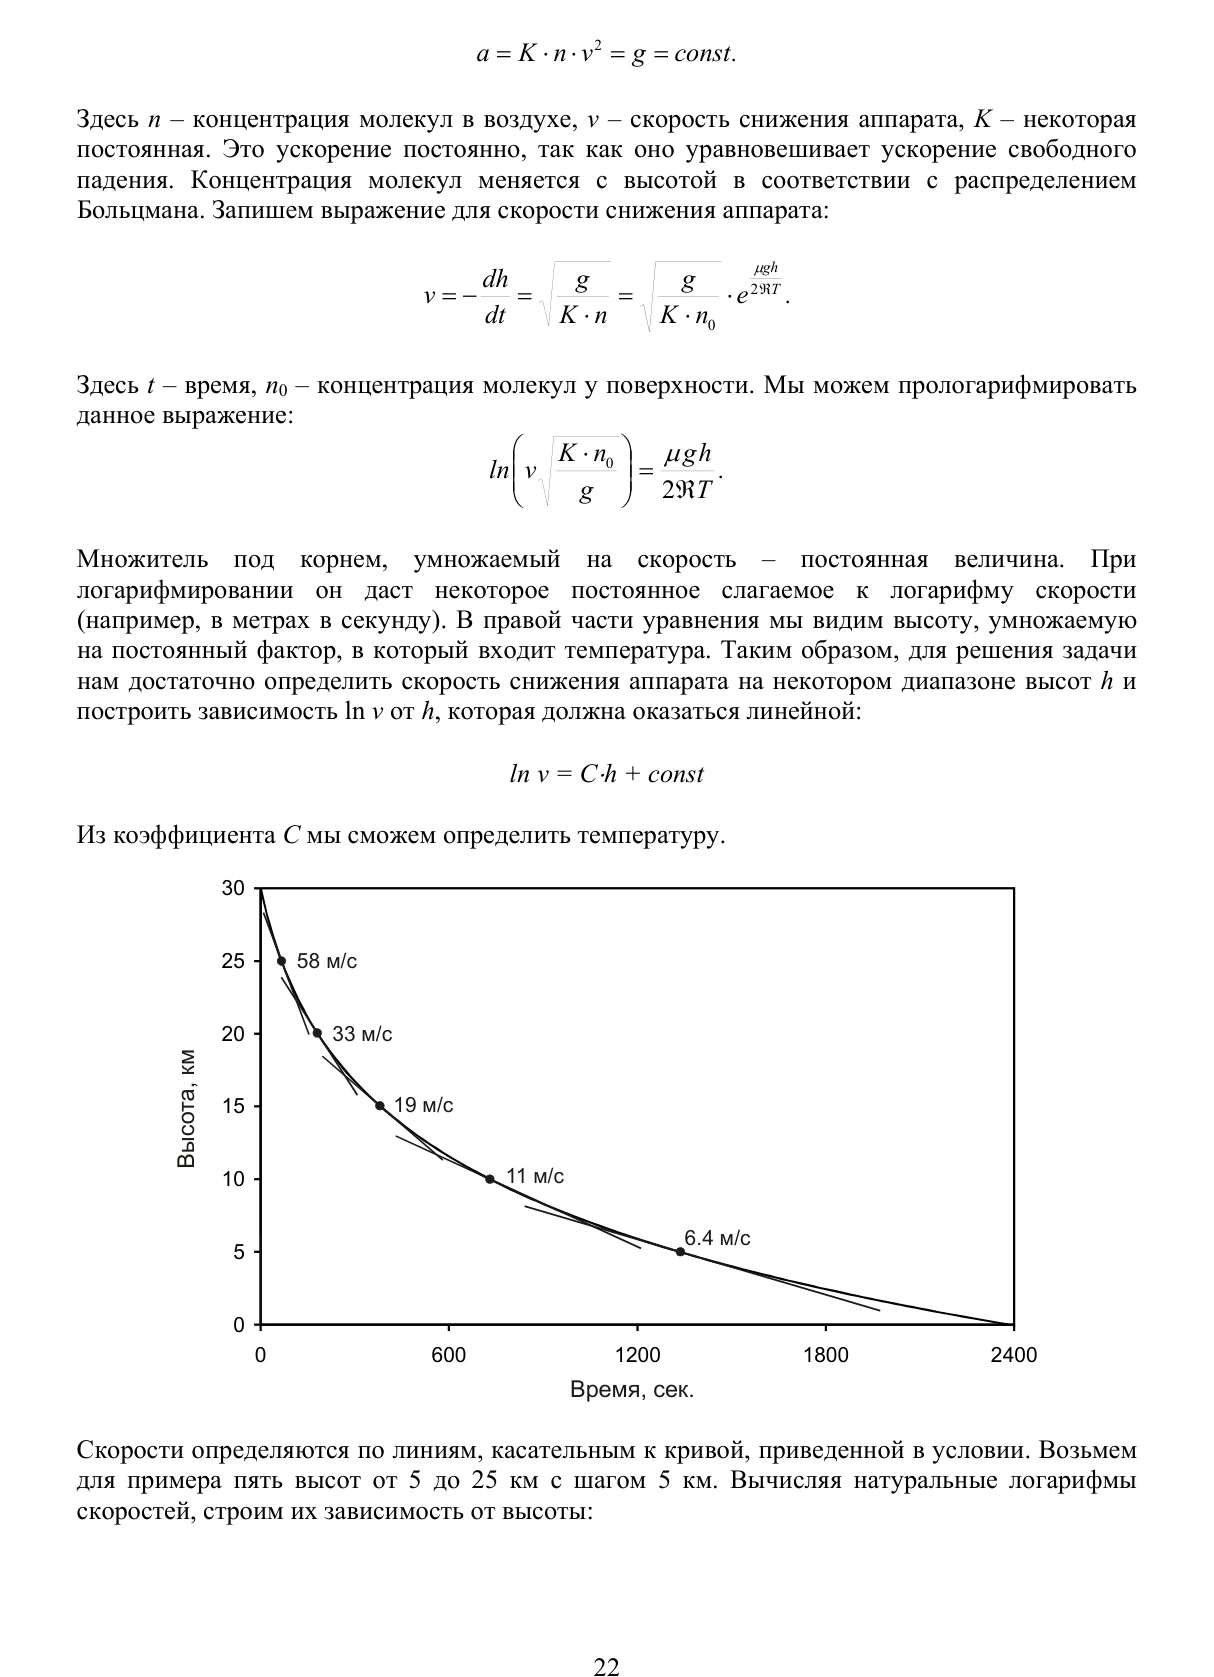 a = K · n · v² = g = const.
Здесь n – концентрация молекул в воздухе, v – скорость снижения аппарата, K – некоторая
постоянная. Это ускорение постоянно, так как оно уравновешивает ускорение свободного
падения. Концентрация молекул меняется с высотой в соответствии с распределением
Больцмана. Запишем выражение для скорости снижения аппарата:
v = − dh/dt = √(g/(K · n)) = √(g/(K · n₀)) · e^(μgh/2ℜT).
Здесь t – время, n₀ – концентрация молекул у поверхности. Мы можем прологарифмировать
данное выражение:
ln(v √(K · n₀/g)) = μgh/2ℜT.
Множитель под корнем, умножаемый на скорость – постоянная величина. При
логарифмировании он даст некоторое постоянное слагаемое к логарифму скорости
(например, в метрах в секунду). В правой части уравнения мы видим высоту, умножаемую
на постоянный фактор, в который входит температура. Таким образом, для решения задачи
нам достаточно определить скорость снижения аппарата на некотором диапазоне высот h и
построить зависимость ln v от h, которая должна оказаться линейной:
ln v = C·h + const
Из коэффициента C мы сможем определить температуру.
30
25
58 м/с
20
33 м/с
15
19 м/с
10
11 м/с
5
6.4 м/с
0
Высота, км
0 600 1200 1800 2400
Время, сек.
Скорости определяются по линиям, касательным к кривой, приведенной в условии. Возьмем
для примера пять высот от 5 до 25 км с шагом 5 км. Вычисляя натуральные логарифмы
скоростей, строим их зависимость от высоты:
22